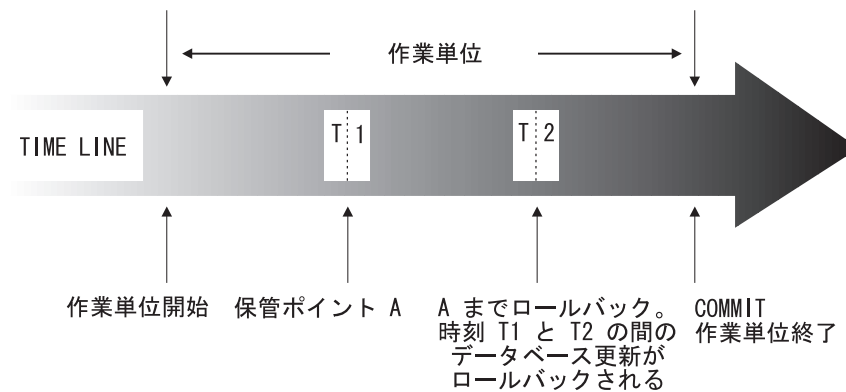 作業単位
TIME LINE
T 1
T 2
作業単位開始
保管ポイント A
A までロールバック。
時刻 T1 と T2 の間の
データベース更新が
ロールバックされる
COMMIT
作業単位終了